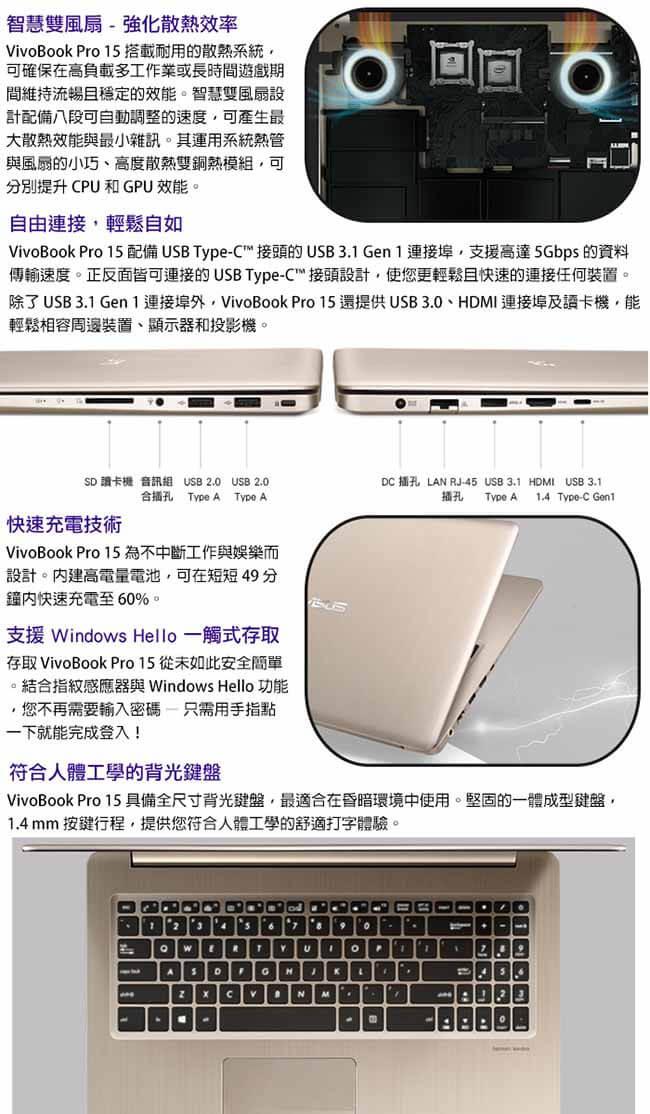 智慧雙風扇 - 強化散熱效率
VivoBook Pro 15 搭載耐用的散熱系統，
可確保在高負載多工作業或長時間遊戲期
間維持流暢且穩定的效能。智慧雙風扇設
計配備八段可自動調整的速度，可產生最
大散熱效能與最小雜訊。其運用系統熱管
與風扇的小巧、高度散熱雙銅熱模組，可
分別提升 CPU 和 GPU 效能。
自由連接，輕鬆自如
VivoBook Pro 15 配備 USB Type-C™ 接頭的 USB 3.1 Gen 1 連接埠，支援高達 5Gbps 的資料
傳輸速度。正反面皆可連接的 USB Type-C™ 接頭設計，使您更輕鬆且快速的連接任何裝置。
除了 USB 3.1 Gen 1 連接埠外，VivoBook Pro 15 還提供 USB 3.0、HDMI 連接埠及讀卡機，能
輕鬆相容周邊裝置、顯示器和投影機。
SD 讀卡機 音訊組 USB 2.0 USB 2.0 DC 插孔 LAN RJ-45 USB 3.1 HDMI USB 3.1
合插孔 Type A Type A 插孔 Type A 1.4 Type-C Gen1
快速充電技術
VivoBook Pro 15 為不中斷工作與娛樂而
設計。內建高電量電池，可在短短 49 分
鐘內快速充電至 60%。
ASUS
支援 Windows Hello 一觸式存取
存取 VivoBook Pro 15 從未如此安全簡單
。結合指紋感應器與 Windows Hello 功能
，您不再需要輸入密碼 — 只需用手指點
一下就能完成登入！
符合人體工學的背光鍵盤
VivoBook Pro 15 具備全尺寸背光鍵盤，最適合在昏暗環境中使用。堅固的一體成型鍵盤，
1.4 mm 按鍵行程，提供您符合人體工學的舒適打字體驗。
1 2 3 4 5 6 7 8 9 0
Q W E R T Y U I O P 7 8 9
A S D F G H J K L 4 5 6
Z X C V B N M 1 2 3
harman/kardon